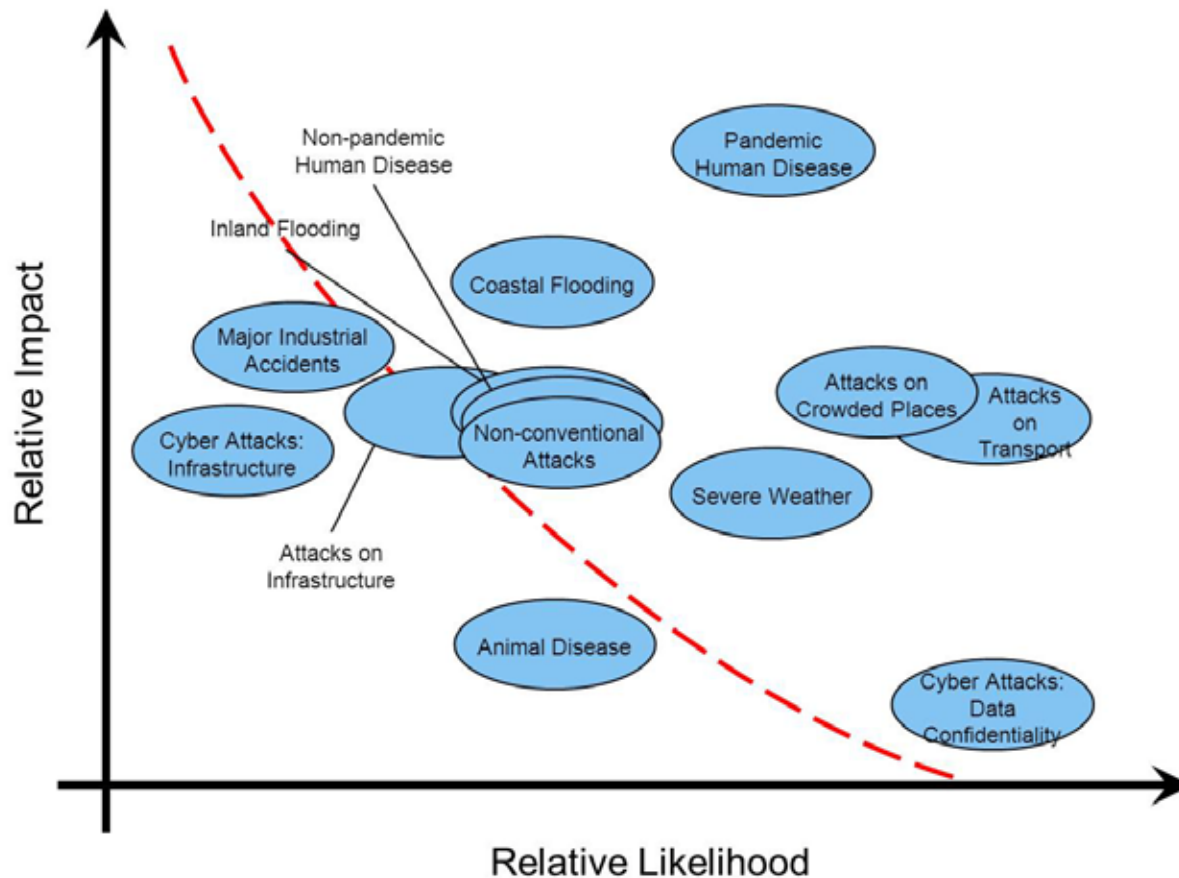 Relative Impact
Non-pandemic
Human Disease
Pandemic
Human Disease
Inland Flooding
Coastal Flooding
Major Industrial
Accidents
Attacks on
Crowded Places
Attacks
on
Transport
Cyber Attacks:
Infrastructure
Non-conventional
Attacks
Severe Weather
Attacks on
Infrastructure
Animal Disease
Cyber Attacks:
Data
Confidentiality
Relative Likelihood